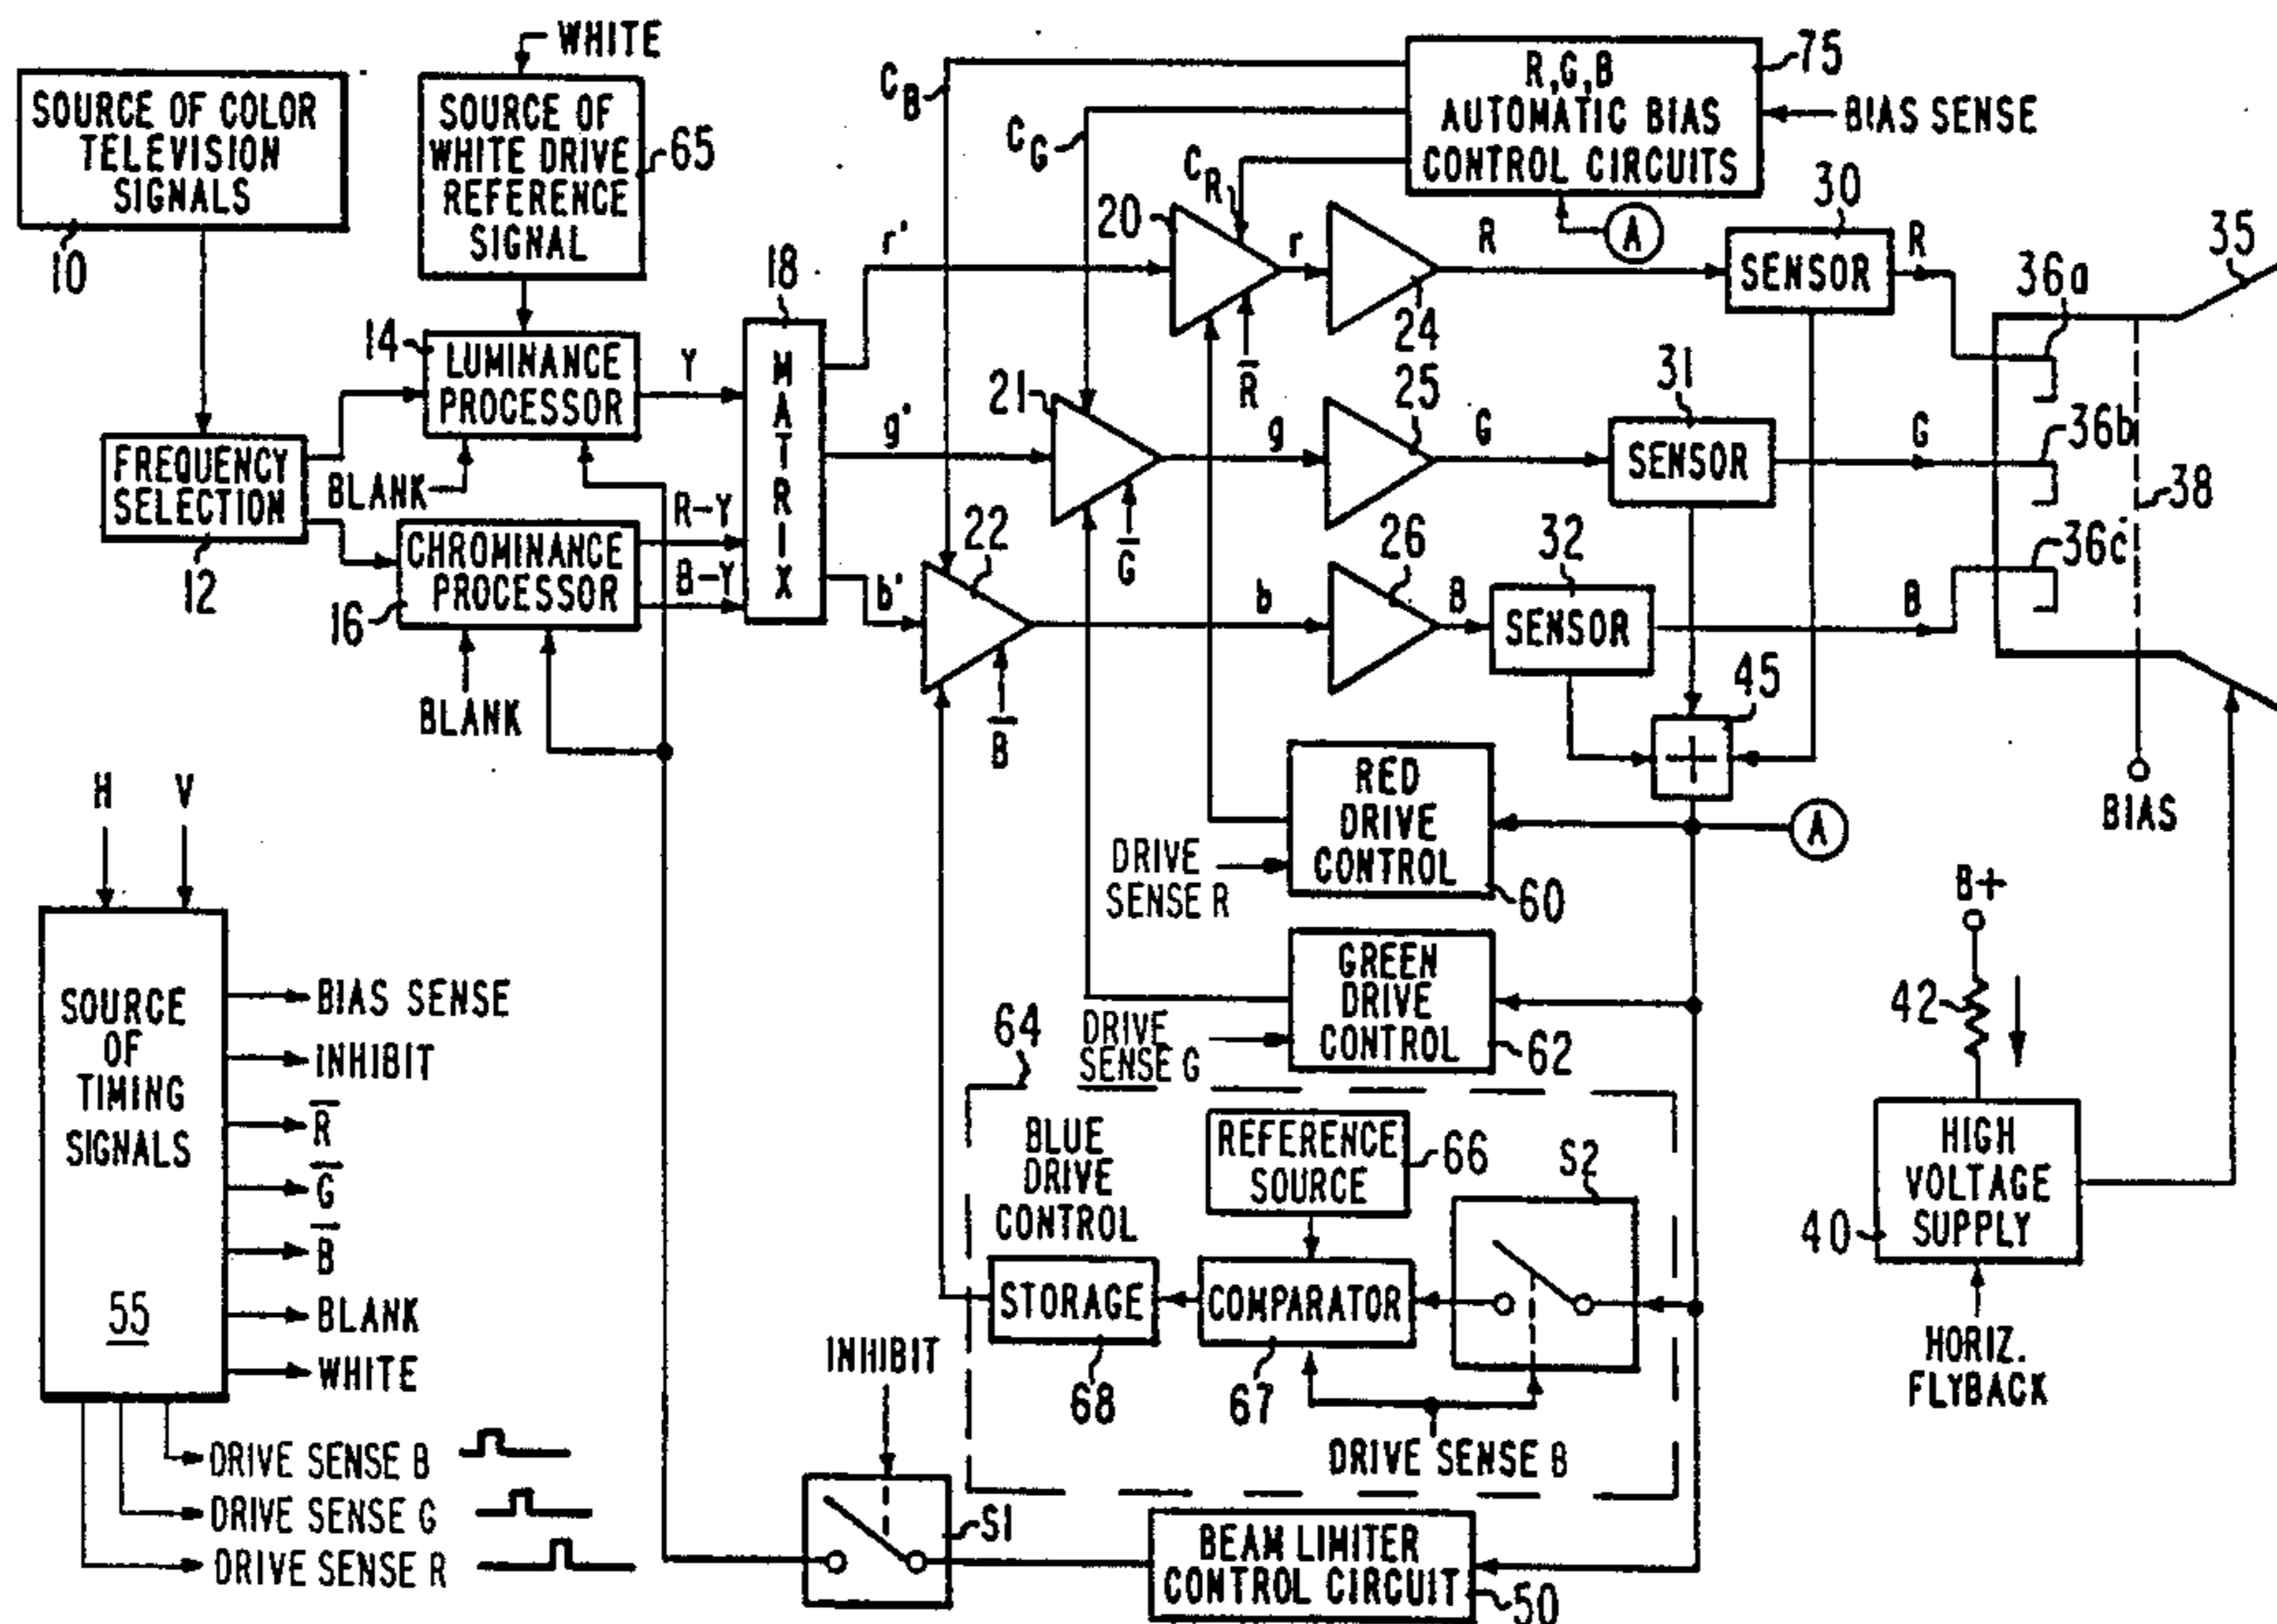 WHITE
SOURCE OF COLOR
TELEVISION
SIGNALS
10
SOURCE OF
WHITE DRIVE
REFERENCE
SIGNAL
65
C_B
C_G
C_R
R,G,B
AUTOMATIC BIAS
CONTROL CIRCUITS
75
BIAS SENSE
A
FREQUENCY
SELECTION
12
14
LUMINANCE
PROCESSOR
Y
BLANK
CHROMINANCE
PROCESSOR
16
R-Y
B-Y
BLANK
18
MATRIX
r'
g'
b'
20
r
R
24
R̅
30
SENSOR
R
36a
35
21
g
G
25
G̅
31
SENSOR
G
36b
38
22
b
B
26
B̅
32
SENSOR
B
36c
45
+
BIAS
A
RED
DRIVE
CONTROL
60
DRIVE
SENSE R
GREEN
DRIVE
CONTROL
62
DRIVE
SENSE G
64
BLUE
DRIVE
CONTROL
REFERENCE
SOURCE
66
S2
STORAGE
68
COMPARATOR
67
DRIVE SENSE B
B+
42
HIGH
VOLTAGE
SUPPLY
40
HORIZ.
FLYBACK
H
V
SOURCE
OF
TIMING
SIGNALS
55
BIAS SENSE
INHIBIT
R̅
G̅
B̅
BLANK
WHITE
DRIVE SENSE B
DRIVE SENSE G
DRIVE SENSE R
INHIBIT
S1
BEAM LIMITER
CONTROL CIRCUIT
50